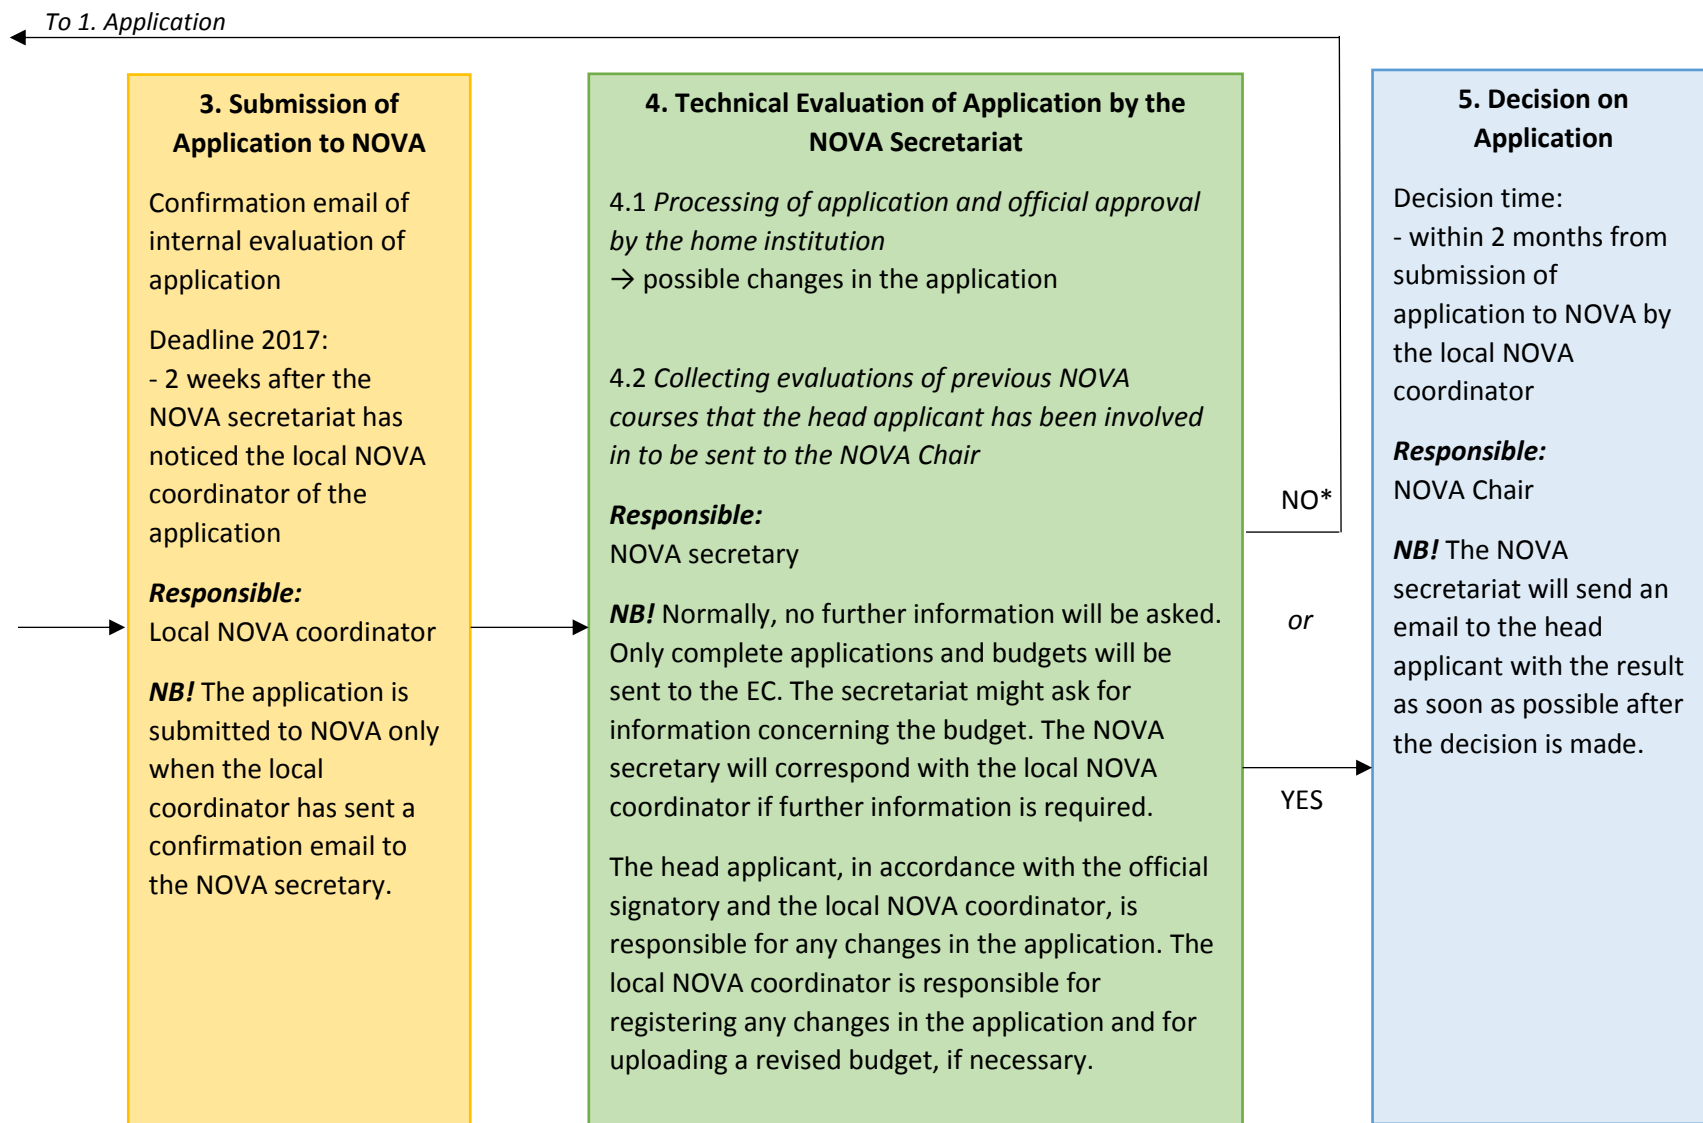 To 1. Application
3. Submission of
Application to NOVA
Confirmation email of
internal evaluation of
application
Deadline 2017:
- 2 weeks after the
NOVA secretariat has
noticed the local NOVA
coordinator of the
application
Responsible:
Local NOVA coordinator
NB! The application is
submitted to NOVA only
when the local
coordinator has sent a
confirmation email to
the NOVA secretary.
4. Technical Evaluation of Application by the
NOVA Secretariat
4.1 Processing of application and official approval
by the home institution
→ possible changes in the application
4.2 Collecting evaluations of previous NOVA
courses that the head applicant has been involved
in to be sent to the NOVA Chair
Responsible:
NOVA secretary
NB! Normally, no further information will be asked.
Only complete applications and budgets will be
sent to the EC. The secretariat might ask for
information concerning the budget. The NOVA
secretary will correspond with the local NOVA
coordinator if further information is required.
The head applicant, in accordance with the official
signatory and the local NOVA coordinator, is
responsible for any changes in the application. The
local NOVA coordinator is responsible for
registering any changes in the application and for
uploading a revised budget, if necessary.
NO*
or
YES
5. Decision on
Application
Decision time:
- within 2 months from
submission of
application to NOVA by
the local NOVA
coordinator
Responsible:
NOVA Chair
NB! The NOVA
secretariat will send an
email to the head
applicant with the result
as soon as possible after
the decision is made.